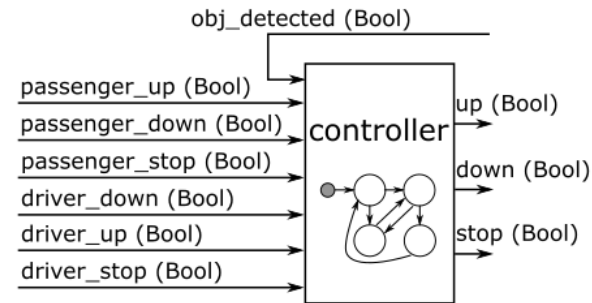 obj_detected (Bool)
passenger_up (Bool)
passenger_down (Bool)
passenger_stop (Bool)
driver_down (Bool)
driver_up (Bool)
driver_stop (Bool)
controller
up (Bool)
down (Bool)
stop (Bool)